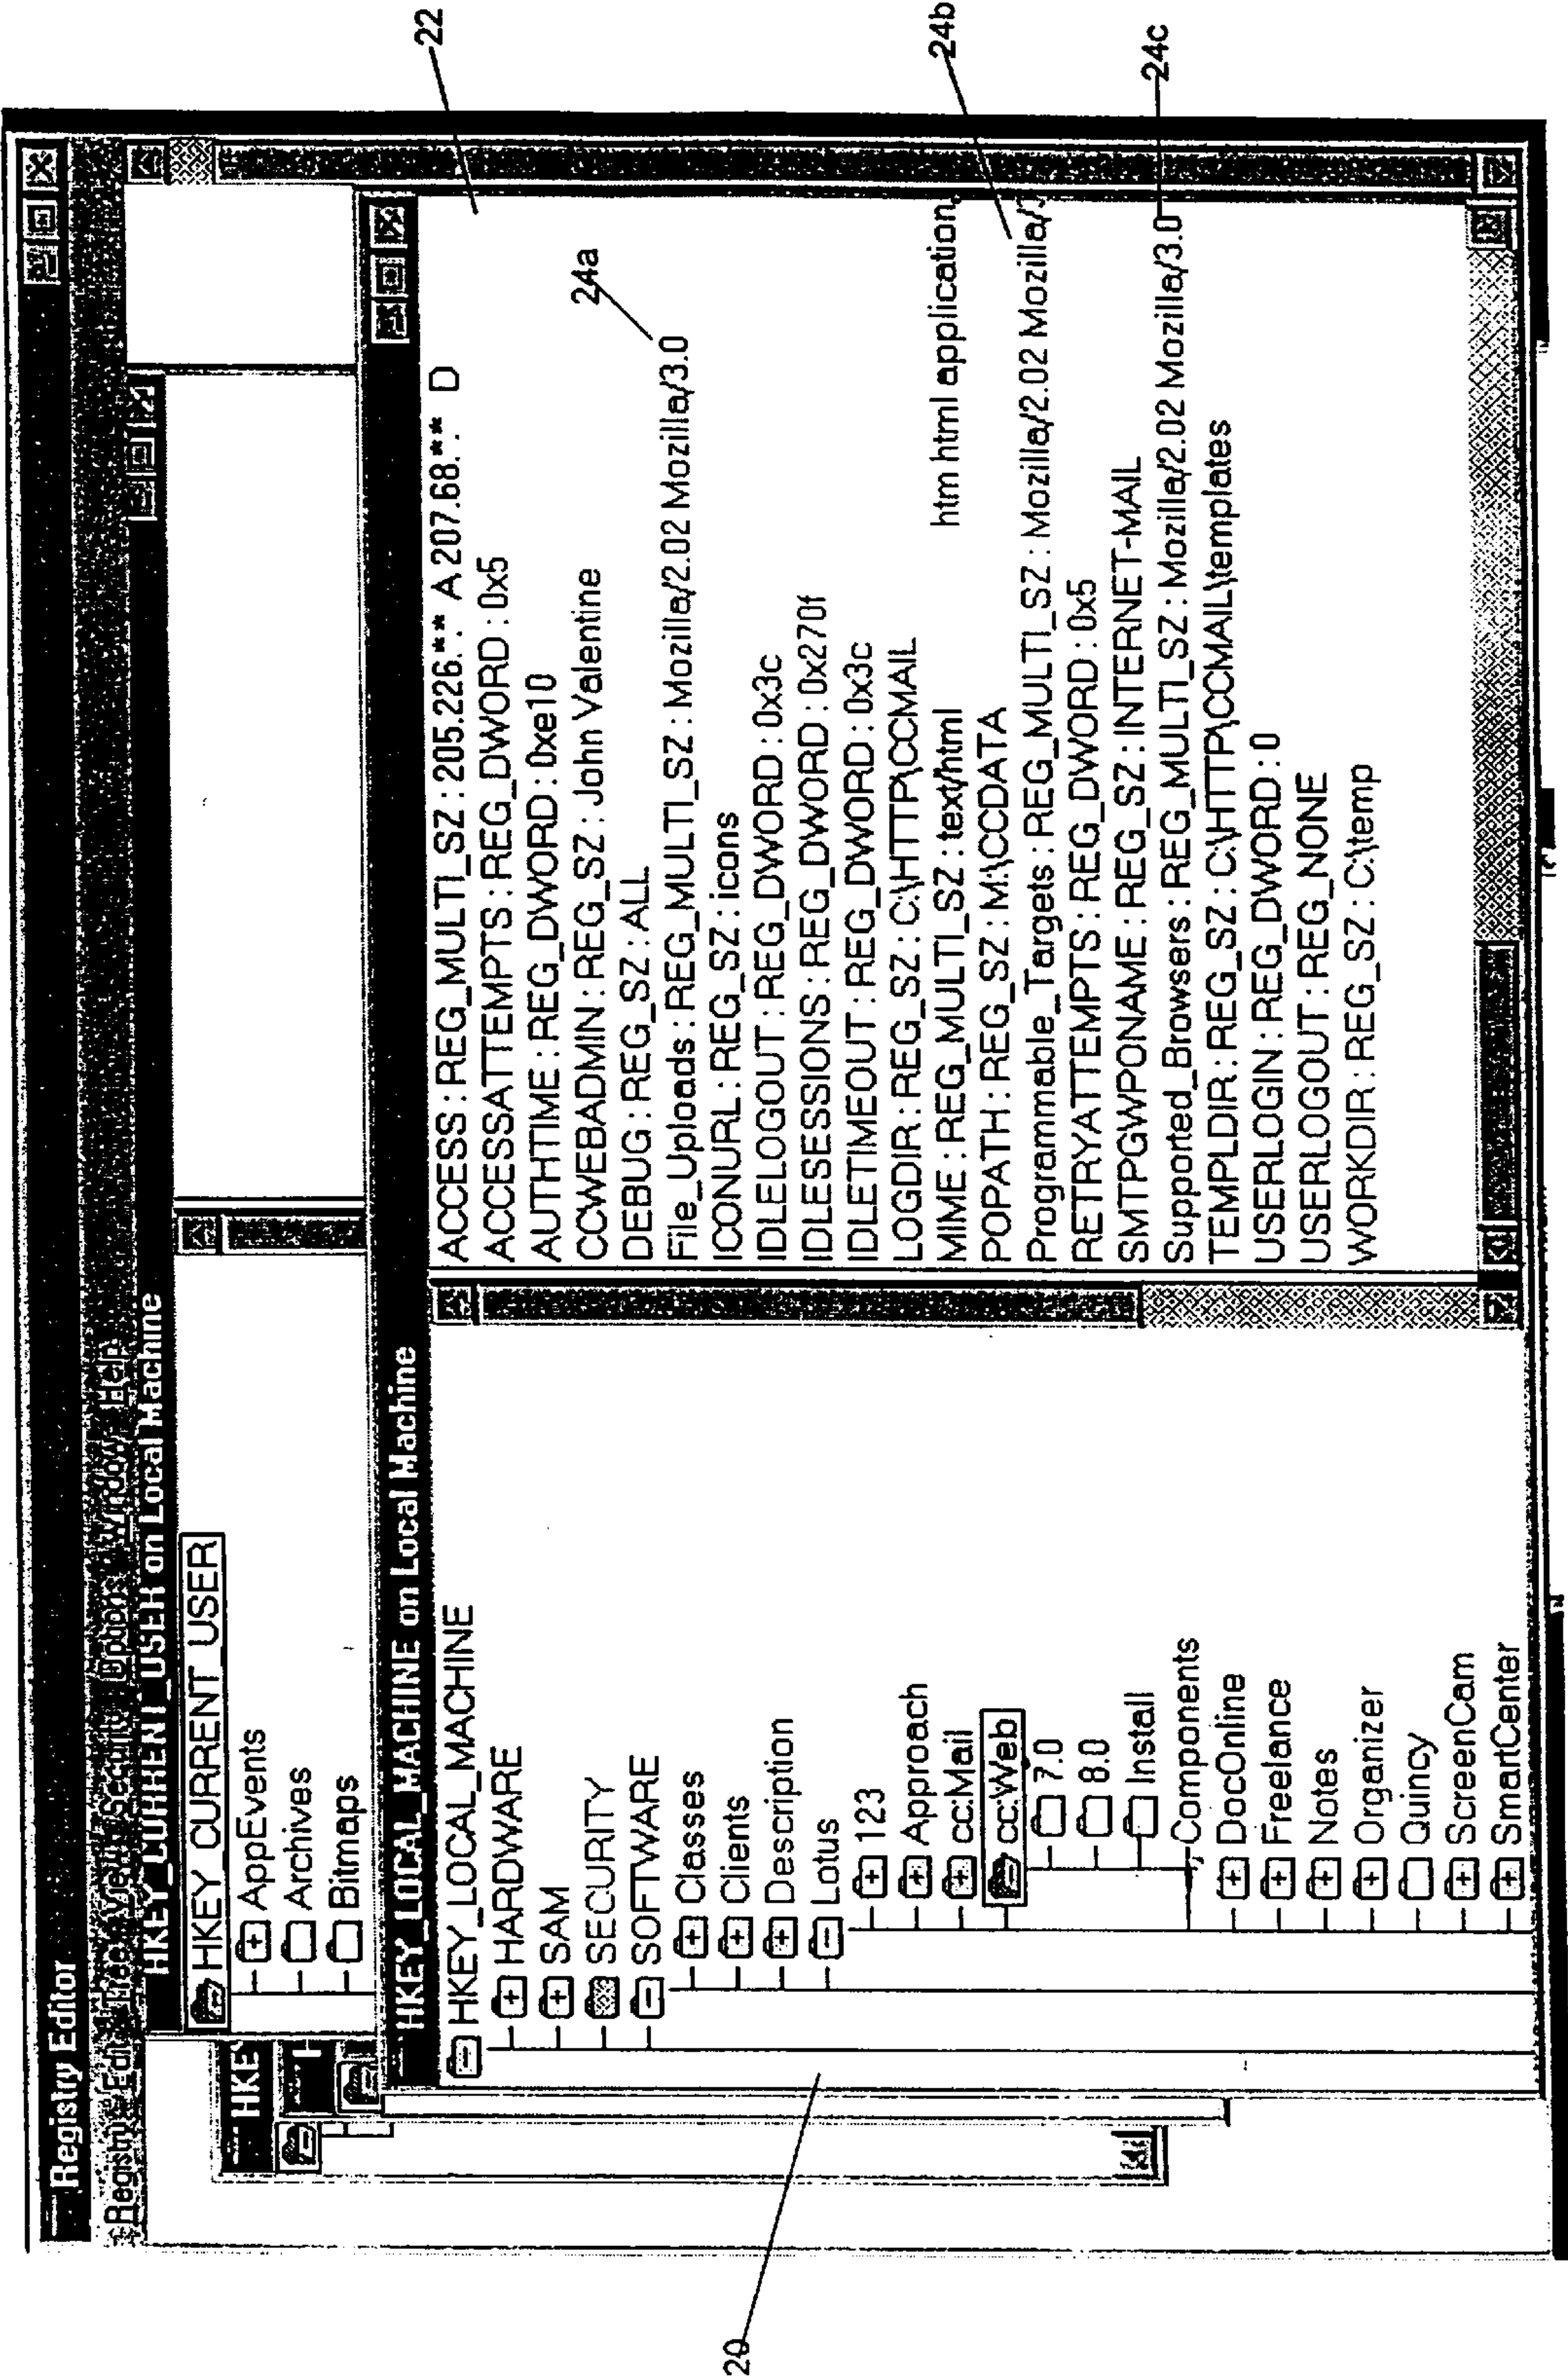 Registry Editor
Registry Edit Tree View Security Options Window Help
HKEY_CURRENT_USER on Local Machine
HKEY
HKEY_CURRENT_USER
AppEvents
Archives
Bitmaps
HKEY_LOCAL_MACHINE on Local Machine
HKEY_LOCAL_MACHINE
HARDWARE
SAM
SECURITY
SOFTWARE
Classes
Clients
Description
Lotus
123
Approach
cc:Mail
cc:Web
7.0
8.0
Install
Components
DocOnline
Freelance
Notes
Organizer
Quincy
ScreenCam
SmartCenter
ACCESS : REG_MULTI_SZ : 205.226.*.* A 207.68.*.* D
ACCESSATTEMPTS : REG_DWORD : 0x5
AUTHTIME : REG_DWORD : 0xe10
CCWEBADMIN : REG_SZ : John Valentine
DEBUG : REG_SZ : ALL
File_Uploads : REG_MULTI_SZ : Mozilla/2.02 Mozilla/3.0
ICONURL : REG_SZ : icons
IDLELOGOUT : REG_DWORD : 0x3c
IDLESESSIONS : REG_DWORD : 0x270f
IDLETIMEOUT : REG_DWORD : 0x3c
LOGDIR : REG_SZ : C:\HTTP\CCMAIL
MIME : REG_MULTI_SZ : text/html htm html application
POPATH : REG_SZ : M:\CCDATA
Programmable_Targets : REG_MULTI_SZ : Mozilla/2.02 Mozilla/
RETRYATTEMPTS : REG_DWORD : 0x5
SMTPGWPONAME : REG_SZ : INTERNET-MAIL
Supported_Browsers : REG_MULTI_SZ : Mozilla/2.02 Mozilla/3.0
TEMPLDIR : REG_SZ : C:\HTTP\CCMAIL\templates
USERLOGIN : REG_DWORD : 0
USERLOGOUT : REG_NONE
WORKDIR : REG_SZ : C:\temp
20
22
24a
24b
24c